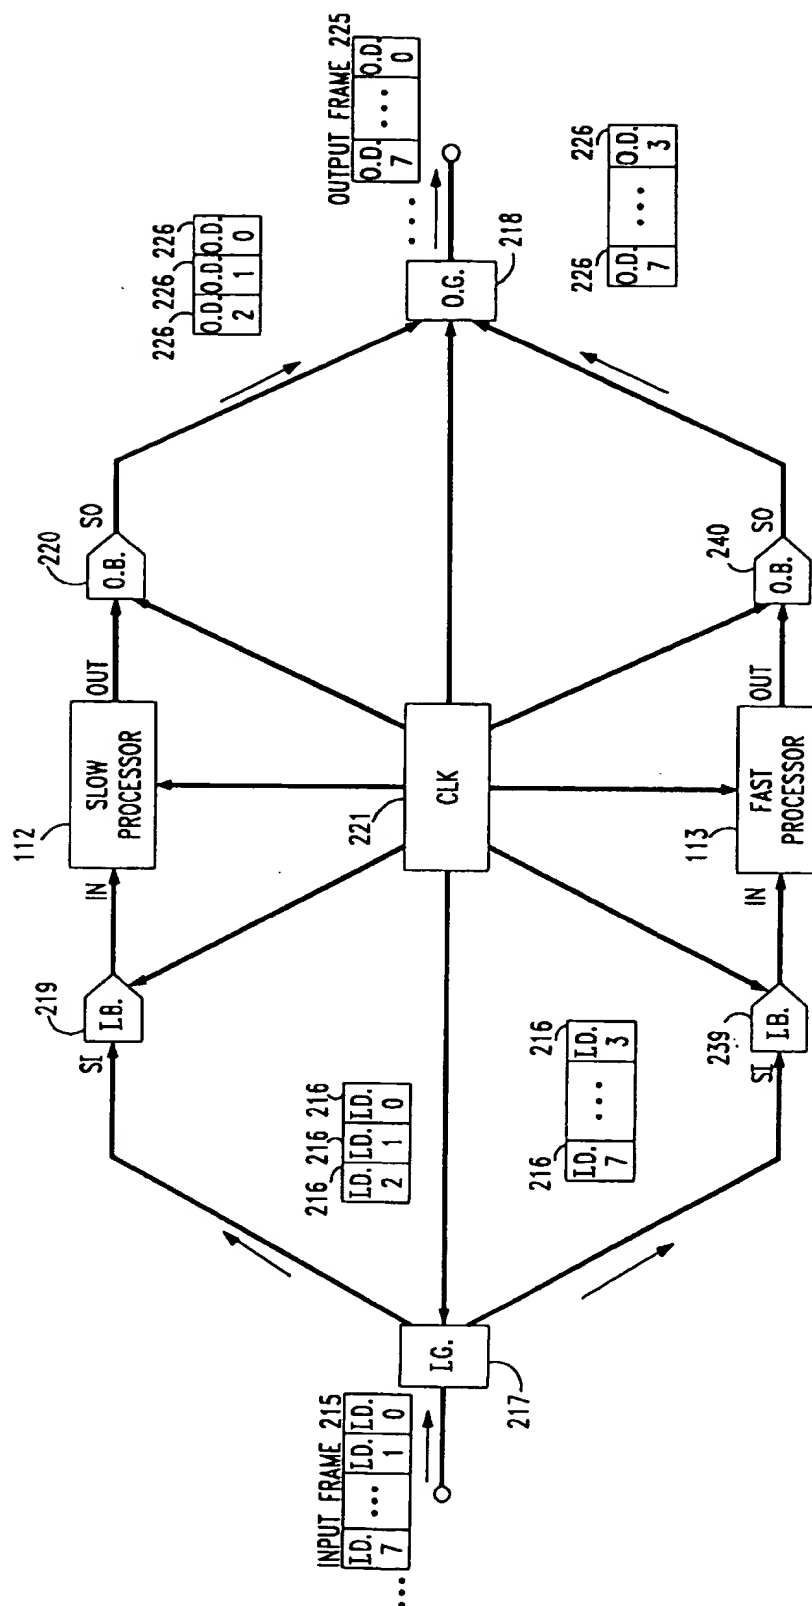 INPUT FRAME 215
I.D. ••• I.D. I.D.
7 1 0
•••
I.G.
217
216 216 216
I.D. I.D. I.D.
2 1 0
216 216
I.D. ••• I.D.
7 3
SI
219
I.B.
IN
112
SLOW
PROCESSOR
OUT
220
O.B.
SO
221
CLK
SI
239
I.B.
IN
113
FAST
PROCESSOR
OUT
240
O.B.
SO
226 226 226
O.D. O.D. O.D.
2 1 0
226 226
O.D. ••• O.D.
7 3
O.G.
218
•••
OUTPUT FRAME 225
O.D. ••• O.D.
7 0